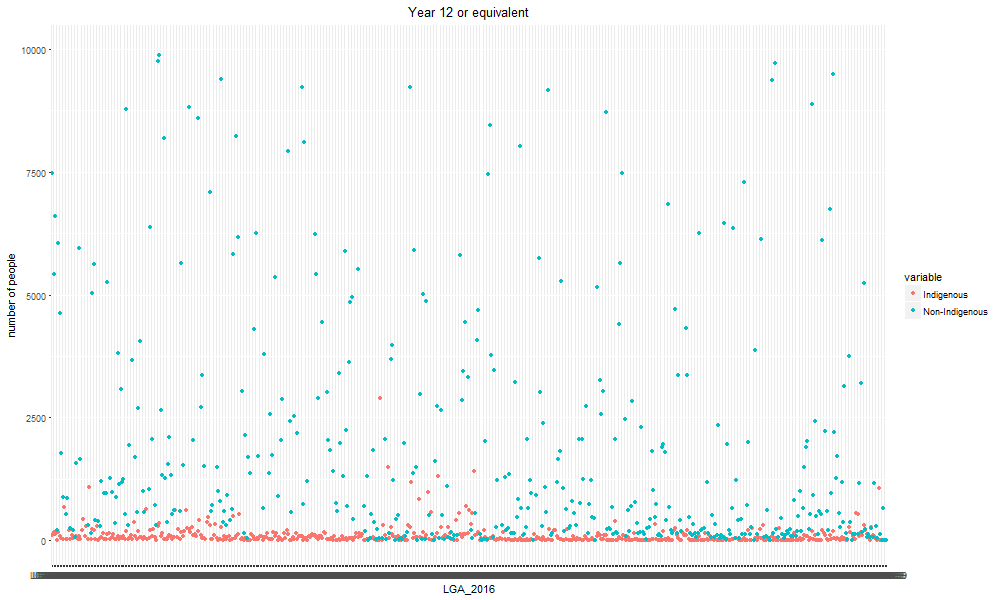 Year 12 or equivalent
10000
7500
5000
2500
0
number of people
variable
Indigenous
Non-Indigenous
LGA_2016